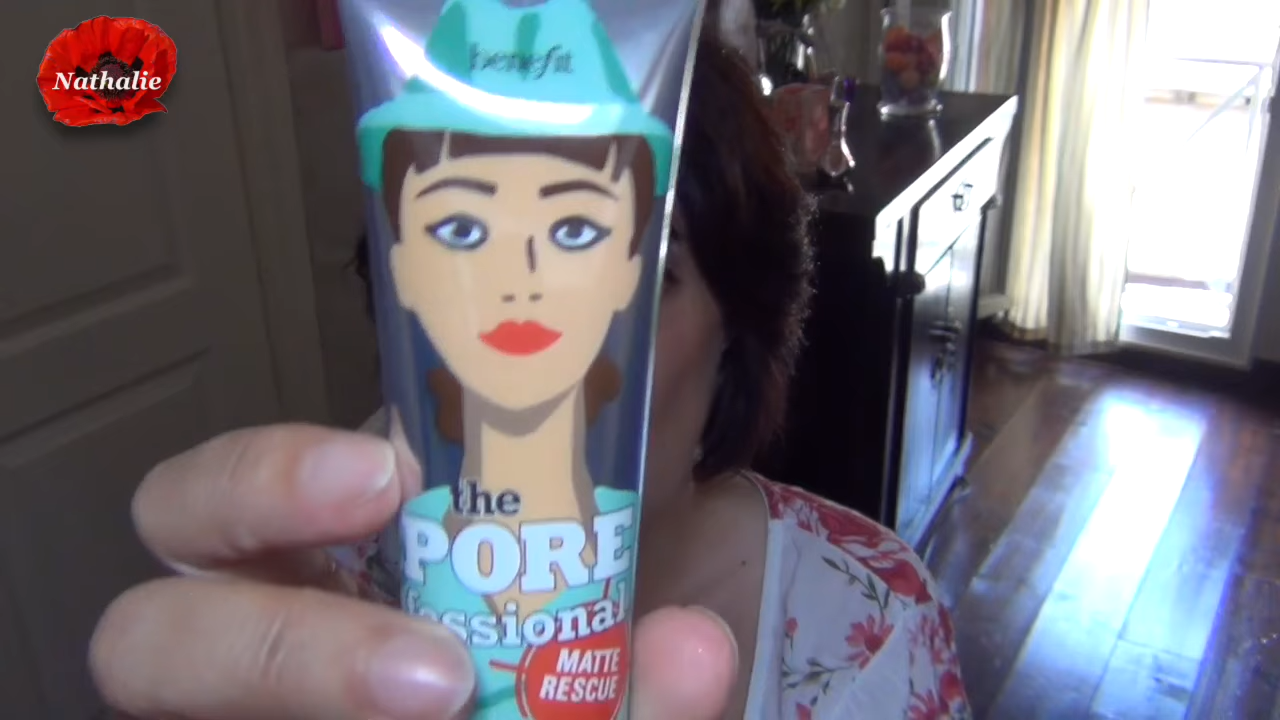 Nathalie
benefit
the
PORE
fessional
MATTE
RESCUE